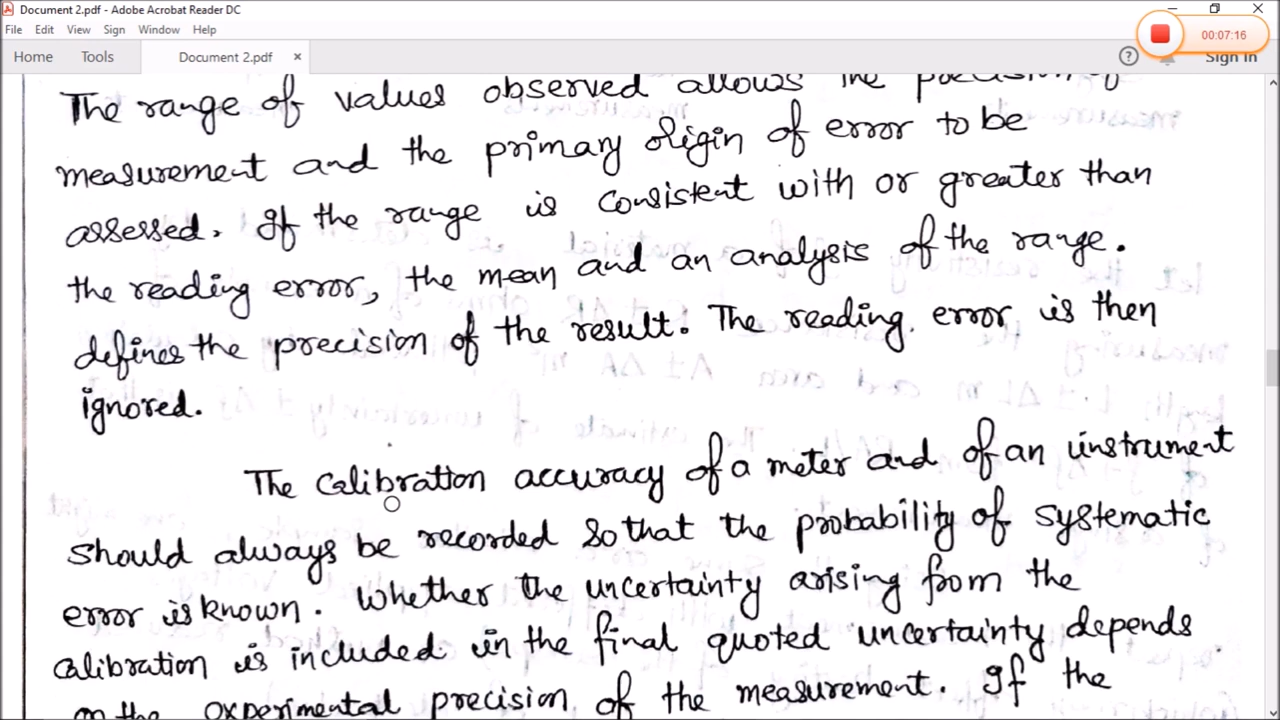 Document 2.pdf - Adobe Acrobat Reader DC
File Edit View Sign Window Help
00:07:16
Home Tools Document 2.pdf × ? Sign In
The range of values observed allows the precision of
measurement and the primary origin of error to be
assessed. If the range is consistent with or greater than
the reading error, the mean and an analysis of the range.
defines the precision of the result. The reading error is then
ignored.
The calibration accuracy of a meter and of an instrument
should always be recorded so that the probability of systematic
error is known. Whether the uncertainty arising from the
calibration is included in the final quoted uncertainty depends
on the experimental precision of the measurement. If the